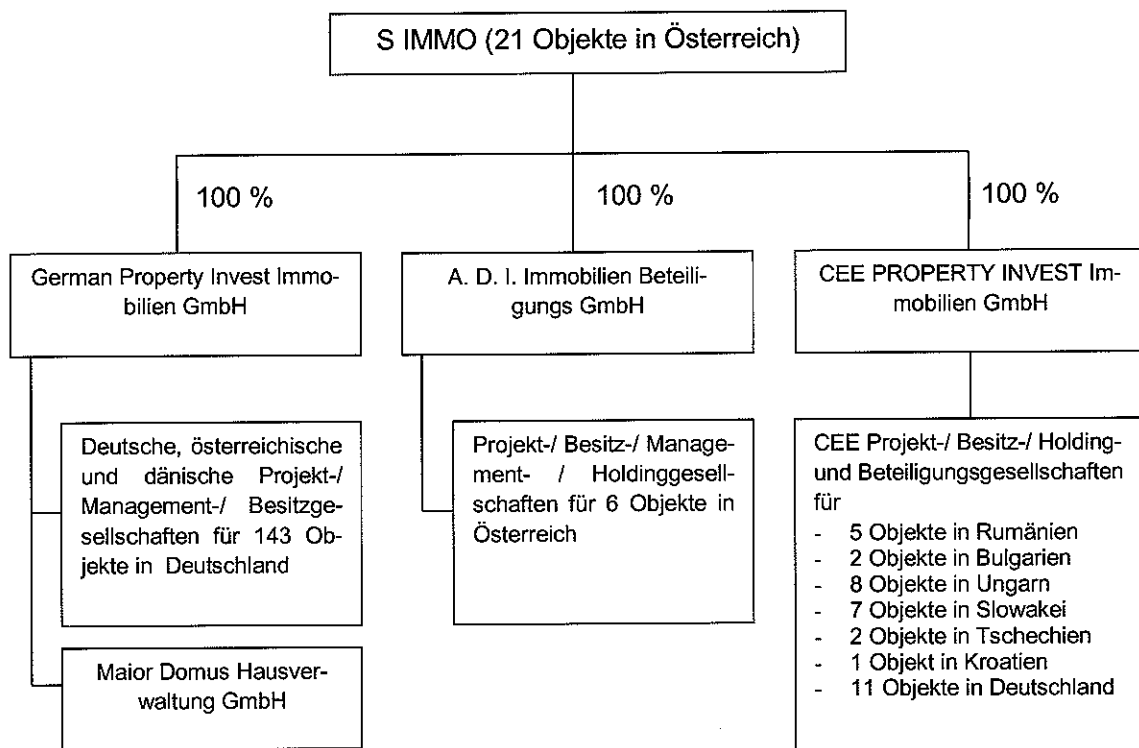 S IMMO (21 Objekte in Österreich)
100 %
100 %
100 %
German Property Invest Immo-
bilien GmbH
A. D. I. Immobilien Beteili-
gungs GmbH
CEE PROPERTY INVEST Im-
mobilien GmbH
Deutsche, österreichische
und dänische Projekt-/
Management-/ Besitzge-
sellschaften für 143 Ob-
jekte in Deutschland
Projekt-/ Besitz-/ Manage-
ment- / Holdinggesell-
schaften für 6 Objekte in
Österreich
CEE Projekt-/ Besitz-/ Holding-
und Beteiligungsgesellschaften
für
- 5 Objekte in Rumänien
- 2 Objekte in Bulgarien
- 8 Objekte in Ungarn
- 7 Objekte in Slowakei
- 2 Objekte in Tschechien
- 1 Objekt in Kroatien
- 11 Objekte in Deutschland
Maior Domus Hausver-
waltung GmbH